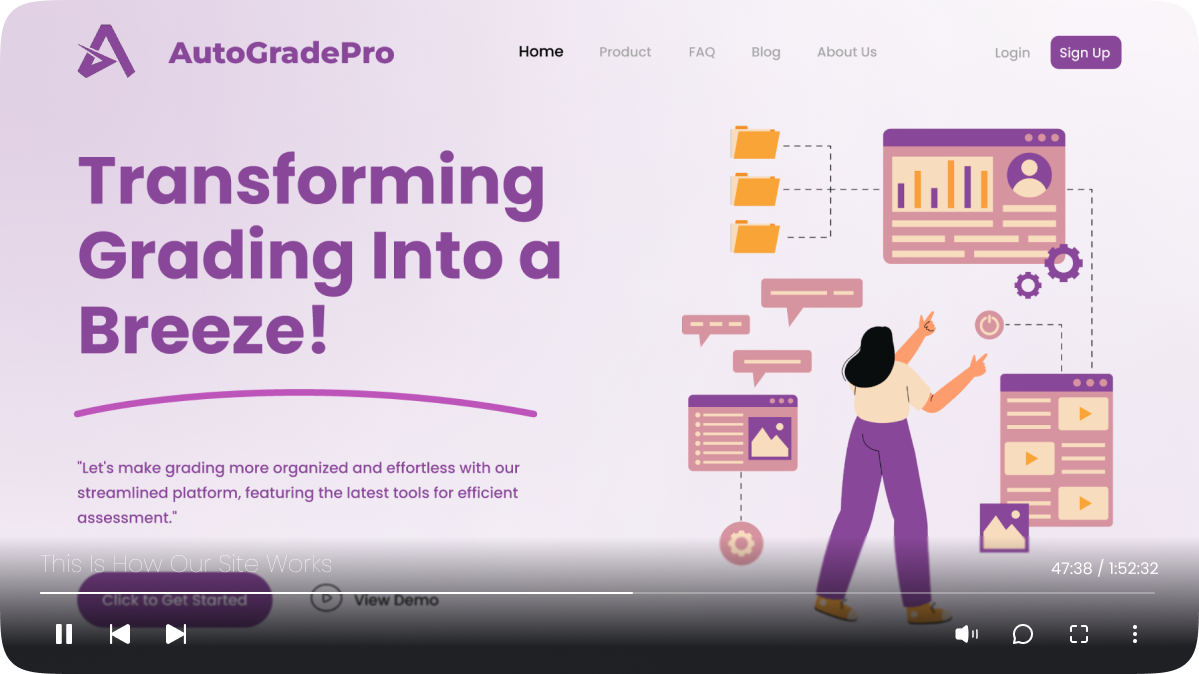 AutoGradePro
Home Product FAQ Blog About Us Login Sign Up
Transforming
Grading Into a
Breeze!
"Let's make grading more organized and effortless with our
streamlined platform, featuring the latest tools for efficient
assessment."
This Is How Our Site Works
47:38 / 1:52:32
Click to Get Started View Demo